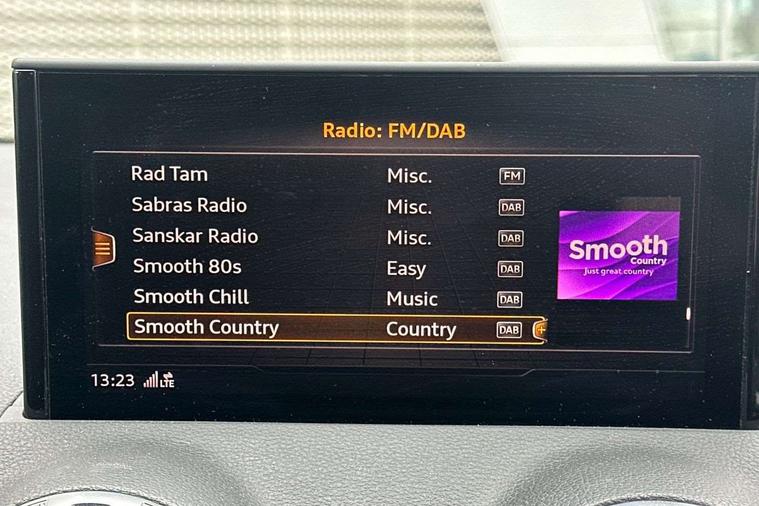 Radio: FM/DAB
Rad Tam Misc. FM
Sabras Radio Misc. DAB
Sanskar Radio Misc. DAB
Smooth 80s Easy DAB
Smooth Chill Music DAB
Smooth Country Country DAB +
Smooth
Country
Just great country
13:23 LTE